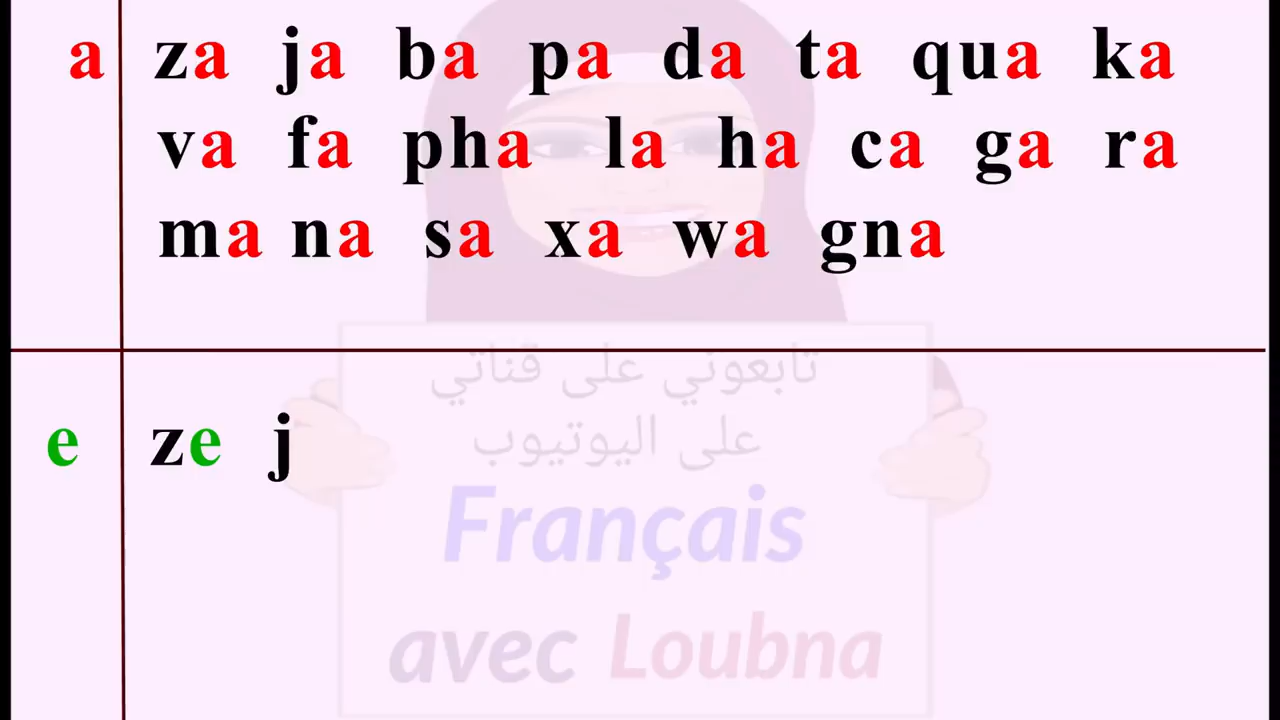 a za ja ba pa da ta qua ka
va fa pha la ha ca ga ra
ma na sa xa wa gna
تابعوني على قناتي
على اليوتيوب
e ze j
Français
avec Loubna